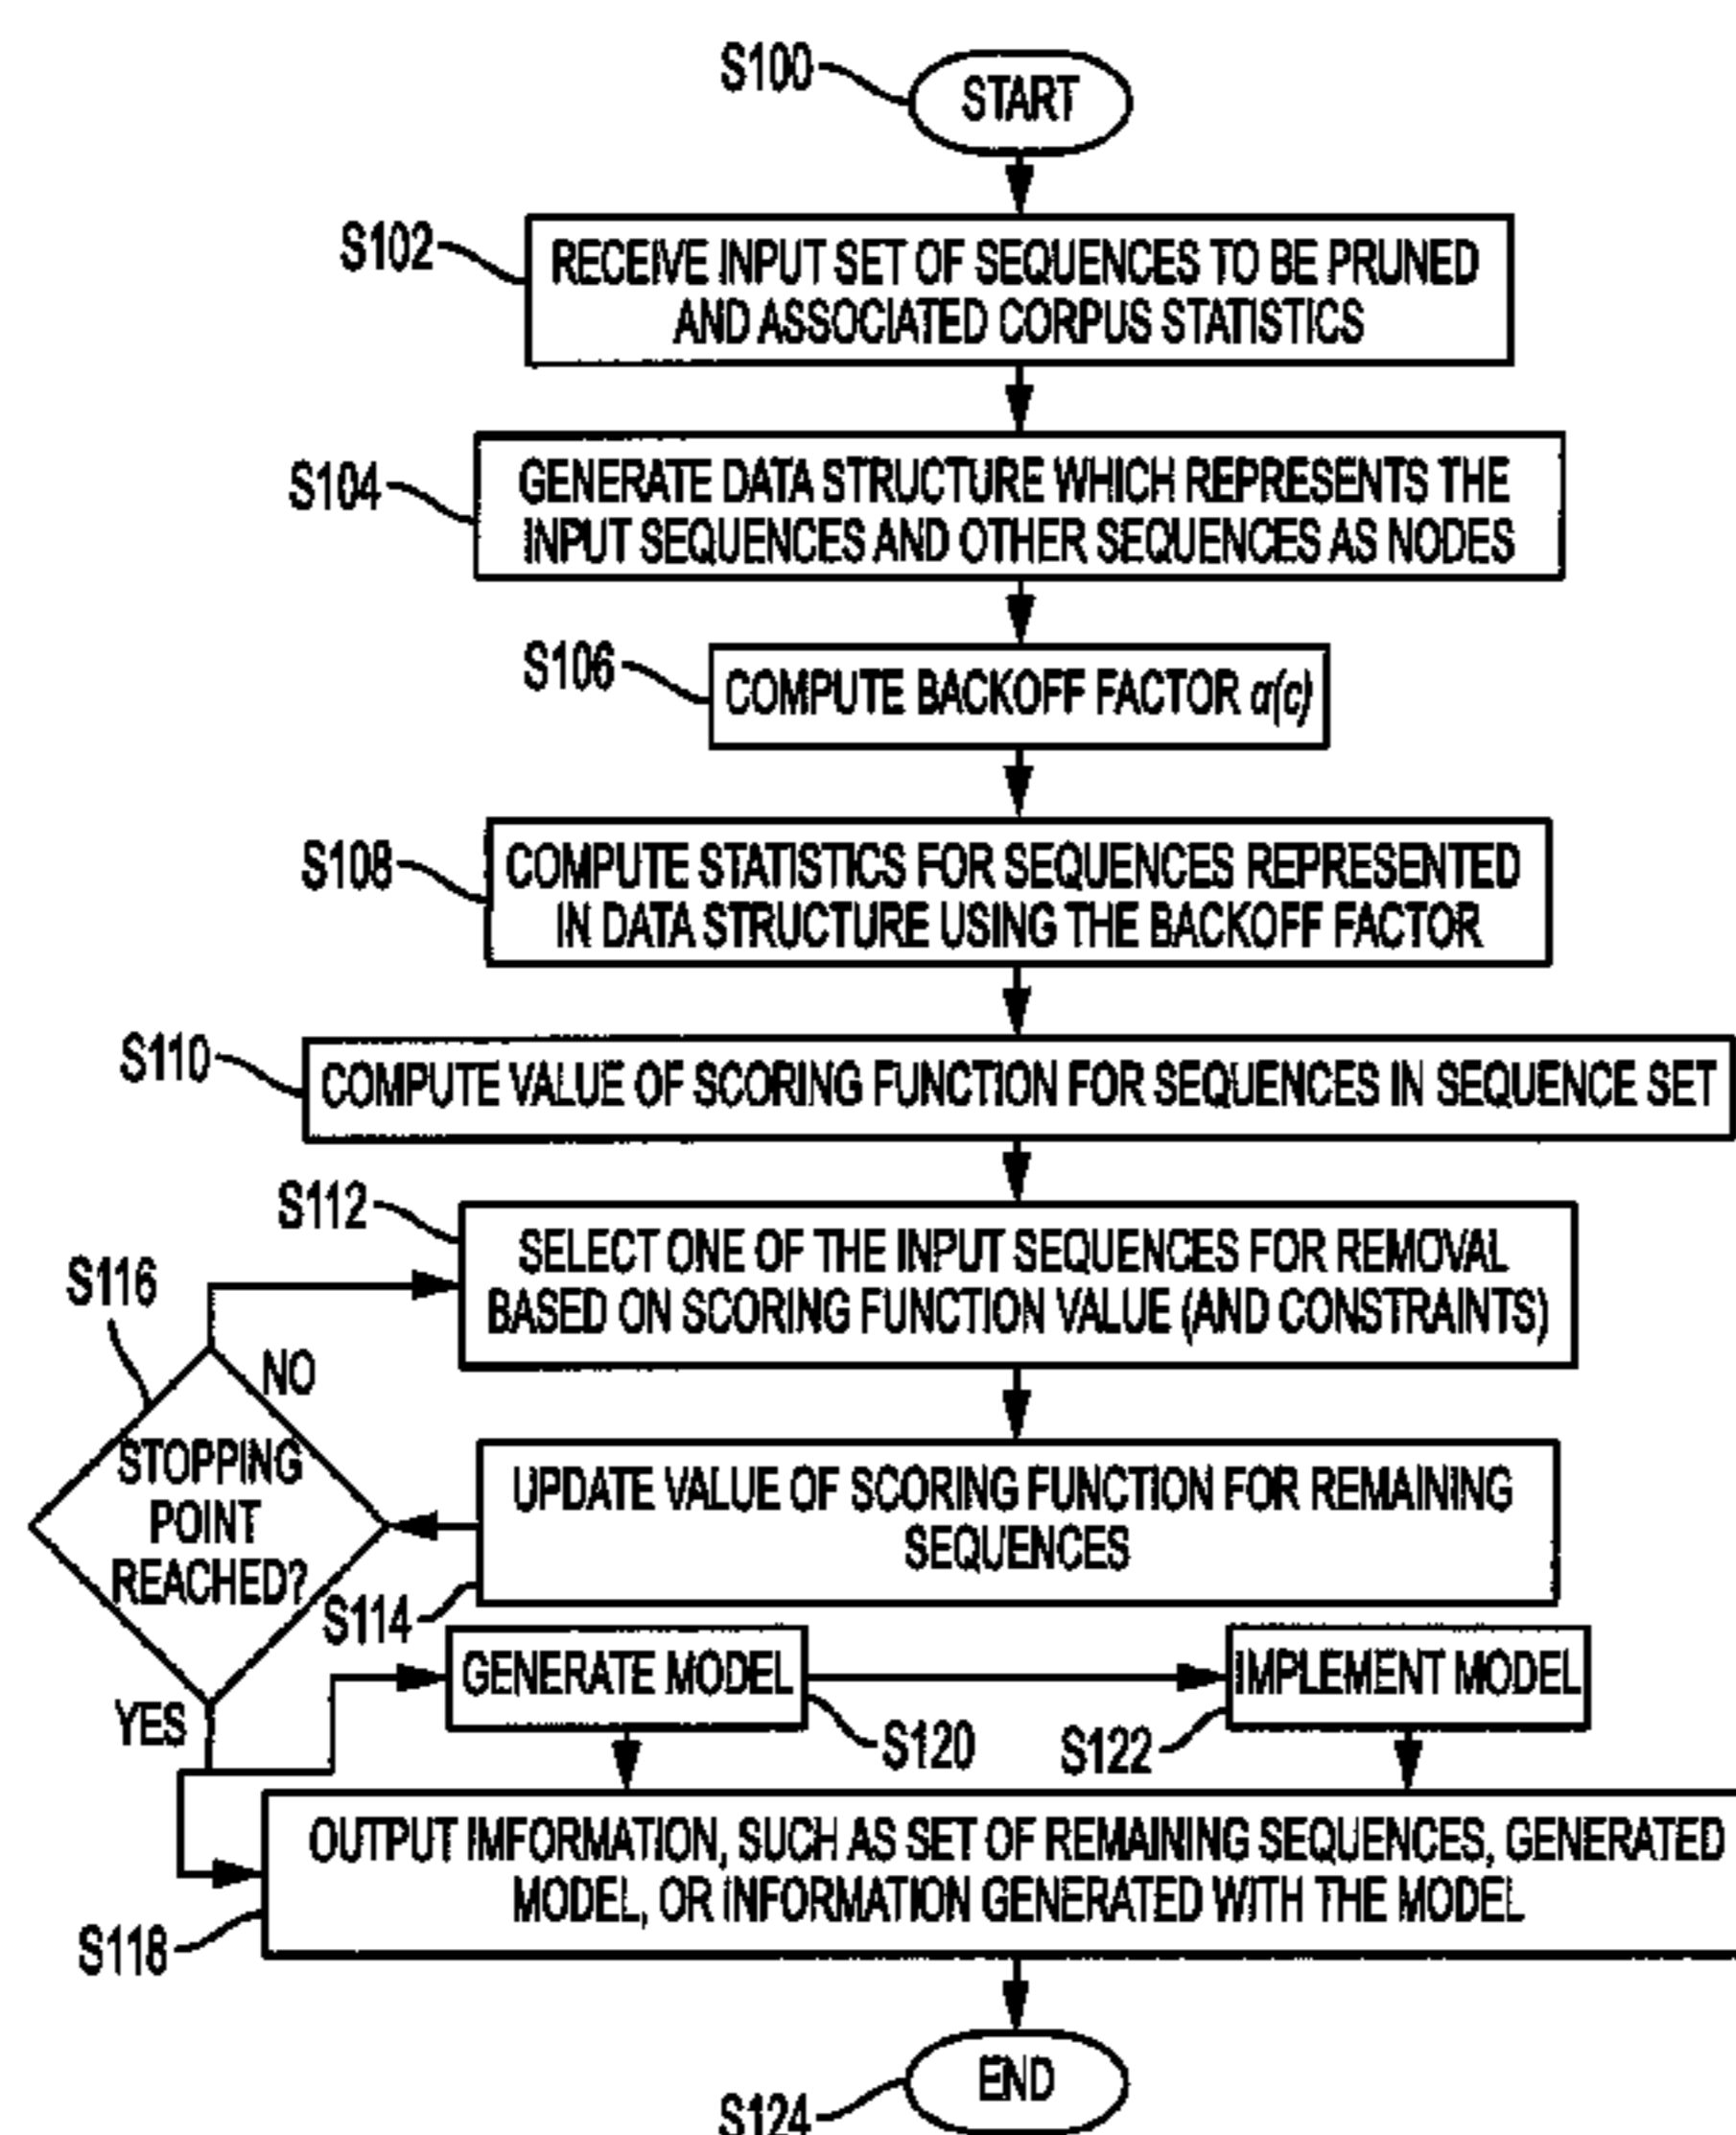 S100
START
S102
RECEIVE INPUT SET OF SEQUENCES TO BE PRUNED
AND ASSOCIATED CORPUS STATISTICS
S104
GENERATE DATA STRUCTURE WHICH REPRESENTS THE
INPUT SEQUENCES AND OTHER SEQUENCES AS NODES
S106
COMPUTE BACKOFF FACTOR α(c)
S108
COMPUTE STATISTICS FOR SEQUENCES REPRESENTED
IN DATA STRUCTURE USING THE BACKOFF FACTOR
S110
COMPUTE VALUE OF SCORING FUNCTION FOR SEQUENCES IN SEQUENCE SET
S112
SELECT ONE OF THE INPUT SEQUENCES FOR REMOVAL
BASED ON SCORING FUNCTION VALUE (AND CONSTRAINTS)
S116
NO
STOPPING
POINT
REACHED?
YES
UPDATE VALUE OF SCORING FUNCTION FOR REMAINING
SEQUENCES
S114
GENERATE MODEL
S120
IMPLEMENT MODEL
S122
OUTPUT IMFORMATION, SUCH AS SET OF REMAINING SEQUENCES, GENERATED
MODEL, OR INFORMATION GENERATED WITH THE MODEL
S118
END
S124